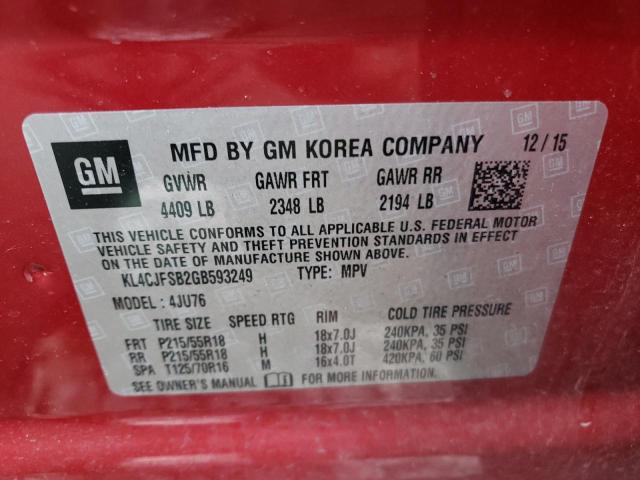 GM MFD BY GM KOREA COMPANY 12/15
GVWR GAWR FRT GAWR RR
4409 LB 2348 LB 2194 LB
THIS VEHICLE CONFORMS TO ALL APPLICABLE U.S. FEDERAL MOTOR
VEHICLE SAFETY AND THEFT PREVENTION STANDARDS IN EFFECT
ON THE DATE OF MANUFACTURE SHOWN ABOVE.
KL4CJFSB2GB593249 TYPE: MPV
MODEL: 4JU76
TIRE SIZE SPEED RTG RIM COLD TIRE PRESSURE
FRT P215/55R18 H 18x7.0J 240KPA, 35 PSI
RR P215/55R18 H 18x7.0J 240KPA, 35 PSI
SPA T125/70R16 M 16x4.0T 420KPA, 60 PSI
SEE OWNER'S MANUAL FOR MORE INFORMATION.